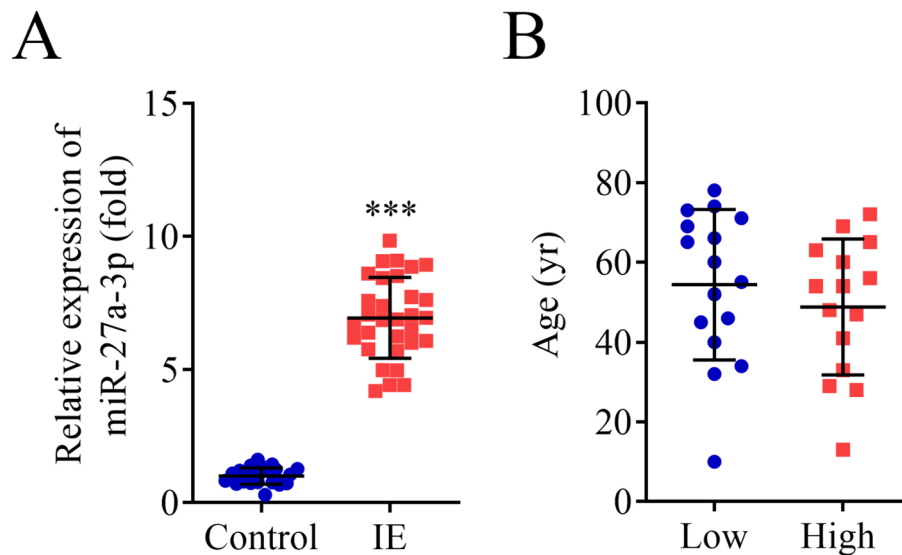 A
Relative expression of
miR-27a-3p (fold)
15
10
5
0
***
Control
IE
B
Age (yr)
100
80
60
40
20
0
Low
High